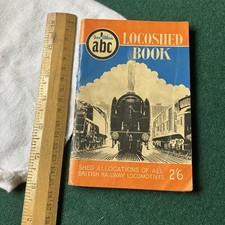 Ian Allan
abc
LOCOSHED
BOOK
SHED ALLOCATIONS OF ALL
BRITISH RAILWAY LOCOMOTIVES
2'6